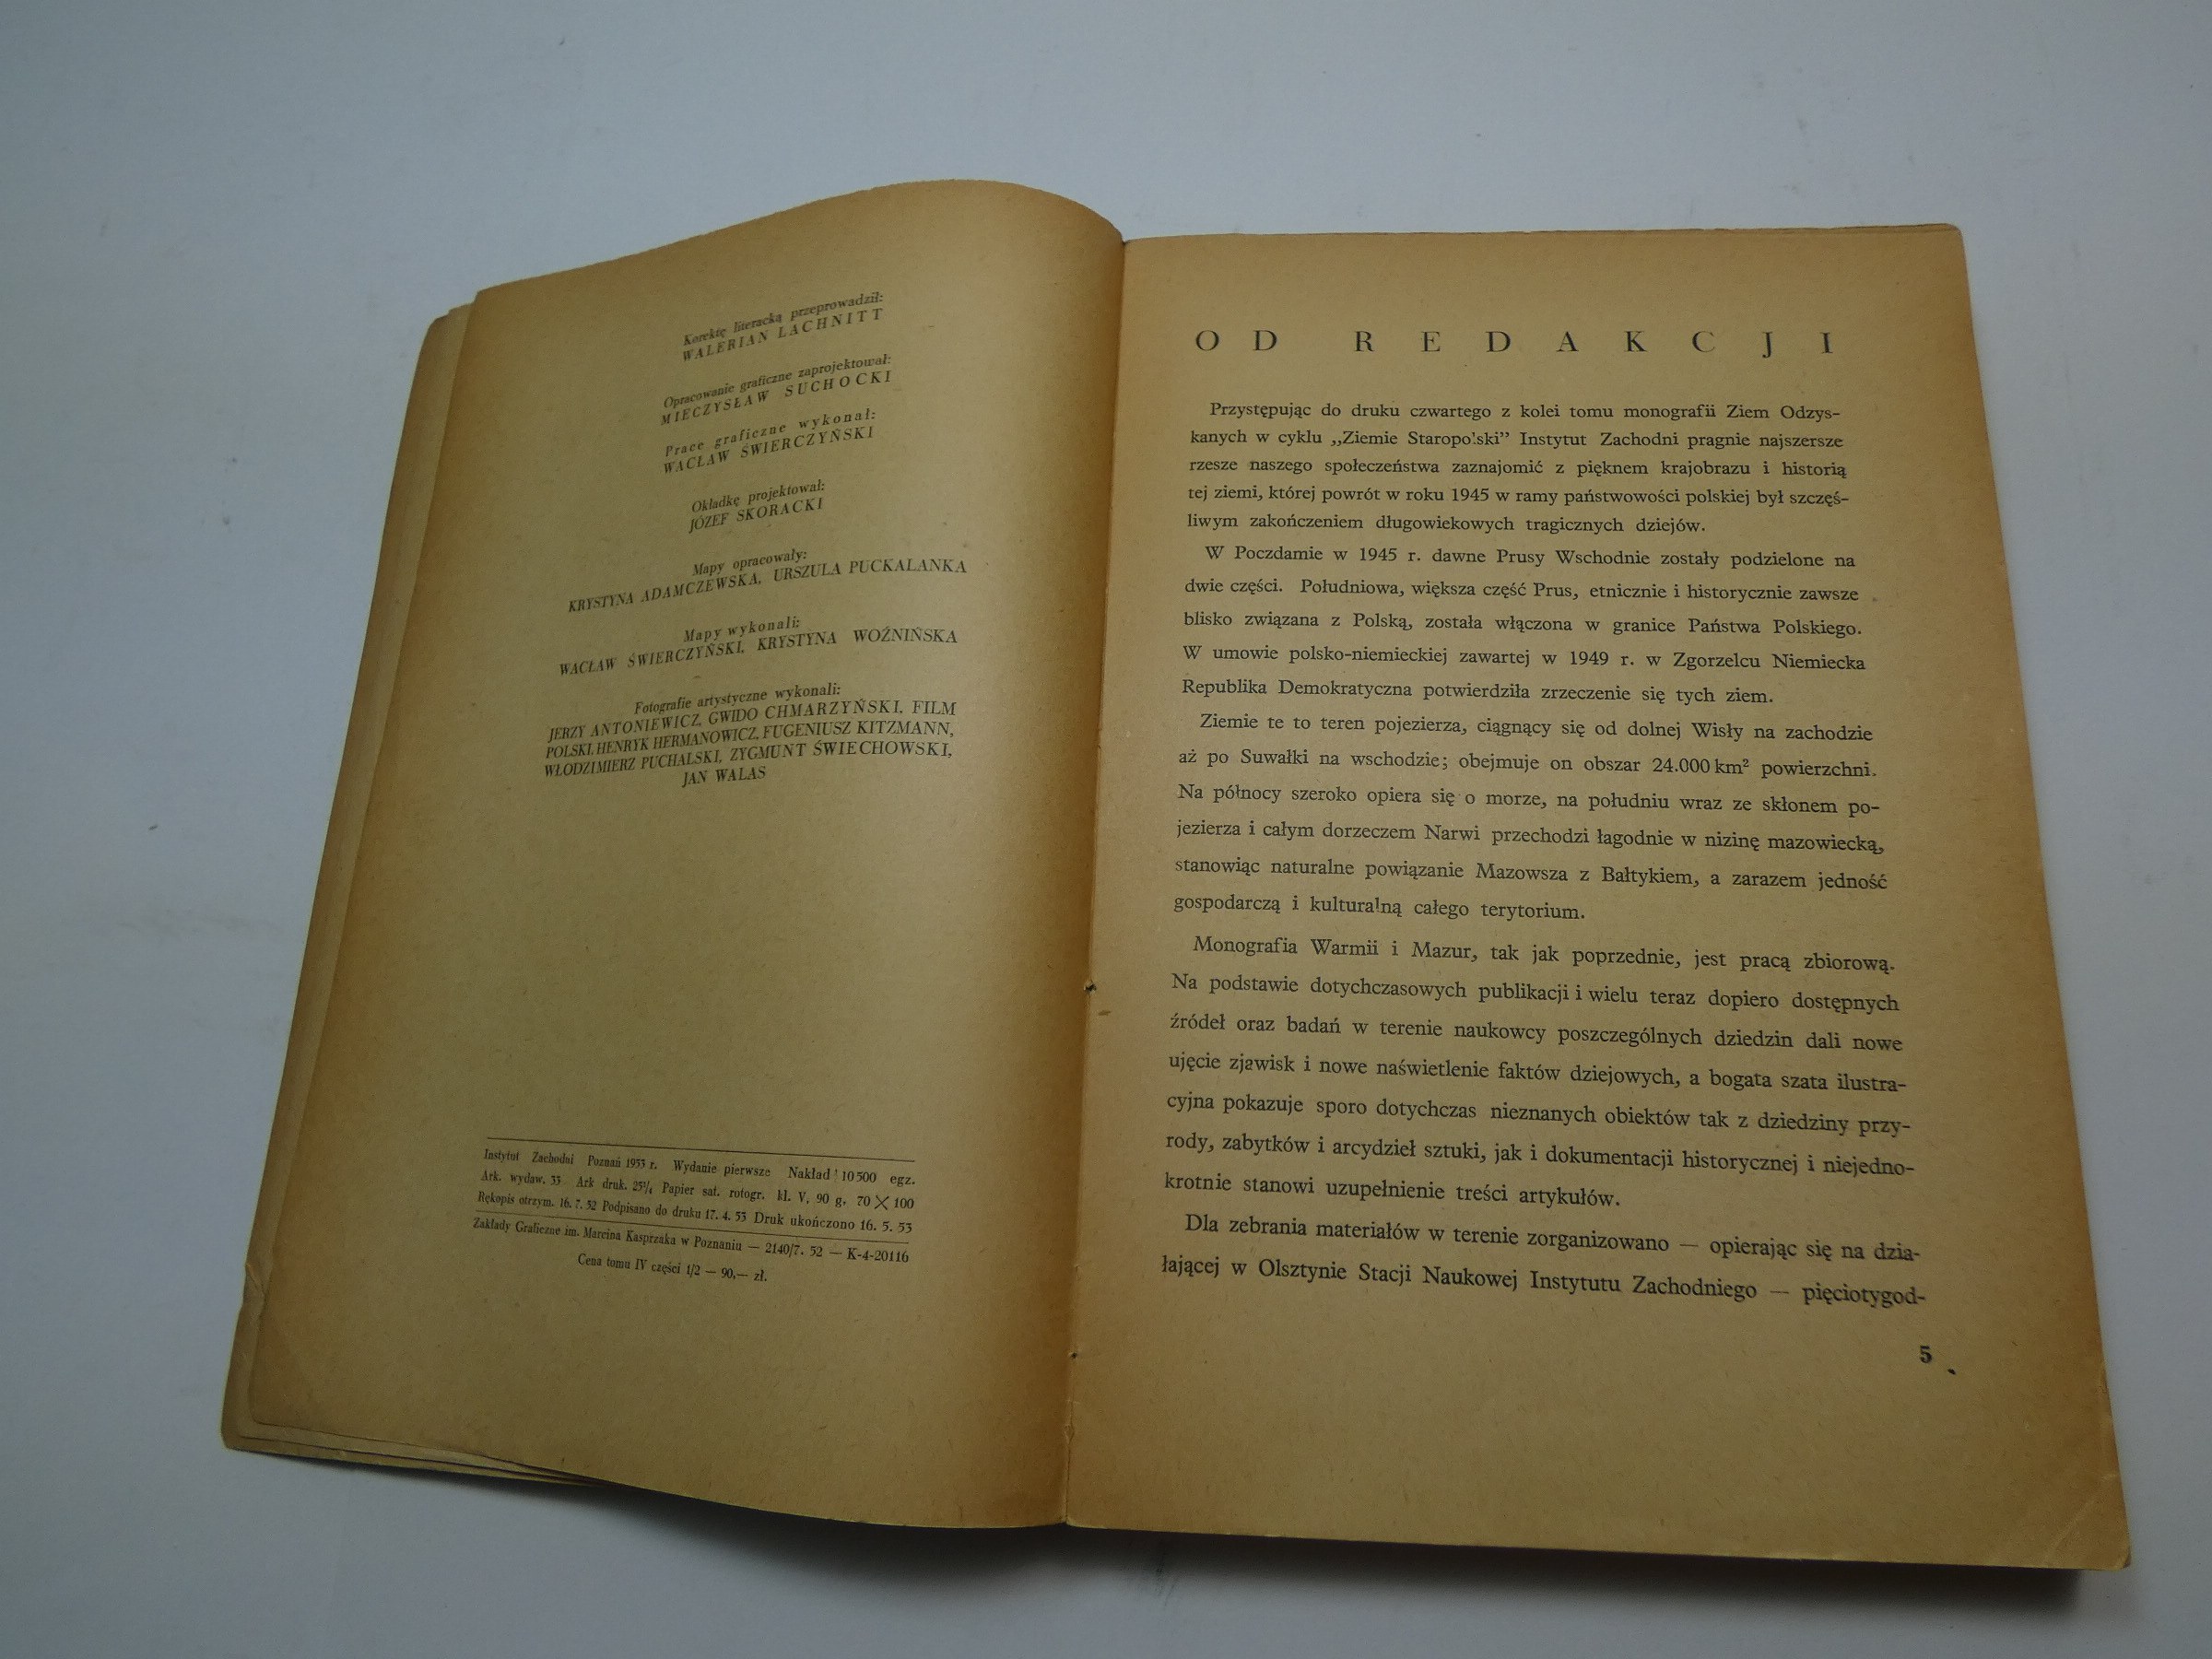 Korektę literacką przeprowadził:
WALERIAN LACHNITT
Opracowanie graficzne zaprojektował:
MIECZYSŁAW SUCHOCKI
Prace graficzne wykonał:
WACŁAW ŚWIERCZYŃSKI
Okładkę projektował:
JÓZEF SKORACKI
Mapy opracowały:
KRYSTYNA ADAMCZEWSKA, URSZULA PUCKALANKA
Mapy wykonali:
WACŁAW ŚWIERCZYŃSKI, KRYSTYNA WOŹNIŃSKA
Fotografie artystyczne wykonali:
JERZY ANTONIEWICZ, GWIDO CHMARZYŃSKI, FILM
POLSKI, HENRYK HERMANOWICZ, EUGENIUSZ KITZMANN,
WŁODZIMIERZ PUCHALSKI, ZYGMUNT ŚWIECHOWSKI,
JAN WALAS
Instytut Zachodni Poznań 1953 r. Wydanie pierwsze Nakład 10500 egz.
Ark. wydaw. 33 Ark druk. 25¼ Papier sat. rotogr. kl. V, 90 g, 70 X 100
Rękopis otrzym. 16. 7. 52 Podpisano do druku 17. 4. 53 Druk ukończono 16. 5. 53
Zakłady Graficzne im. Marcina Kasprzaka w Poznaniu — 2140/7. 52 — K-4-20116
Cena tomu IV części 1/2 — 90,— zł.
OD REDAKCJI
Przystępując do druku czwartego z kolei tomu monografii Ziem Odzys-
kanych w cyklu „Ziemie Staropolski” Instytut Zachodni pragnie najszersze
rzesze naszego społeczeństwa zaznajomić z pięknem krajobrazu i historią
tej ziemi, której powrót w roku 1945 w ramy państwowości polskiej był szczęś-
liwym zakończeniem długowiekowych tragicznych dziejów.
W Poczdamie w 1945 r. dawne Prusy Wschodnie zostały podzielone na
dwie części. Południowa, większa część Prus, etnicznie i historycznie zawsze
blisko związana z Polską, została włączona w granice Państwa Polskiego.
W umowie polsko-niemieckiej zawartej w 1949 r. w Zgorzelcu Niemiecka
Republika Demokratyczna potwierdziła zrzeczenie się tych ziem.
Ziemie te to teren pojezierza, ciągnący się od dolnej Wisły na zachodzie
aż po Suwałki na wschodzie; obejmuje on obszar 24.000 km² powierzchni.
Na północy szeroko opiera się o morze, na południu wraz ze skłonem po-
jezierza i całym dorzeczem Narwi przechodzi łagodnie w nizinę mazowiecką,
stanowiąc naturalne powiązanie Mazowsza z Bałtykiem, a zarazem jedność
gospodarczą i kulturalną całego terytorium.
Monografia Warmii i Mazur, tak jak poprzednie, jest pracą zbiorową.
Na podstawie dotychczasowych publikacji i wielu teraz dopiero dostępnych
źródeł oraz badań w terenie naukowcy poszczególnych dziedzin dali nowe
ujęcie zjawisk i nowe naświetlenie faktów dziejowych, a bogata szata ilustra-
cyjna pokazuje sporo dotychczas nieznanych obiektów tak z dziedziny przy-
rody, zabytków i arcydzieł sztuki, jak i dokumentacji historycznej i niejedno-
krotnie stanowi uzupełnienie treści artykułów.
Dla zebrania materiałów w terenie zorganizowano — opierając się na dzia-
łającej w Olsztynie Stacji Naukowej Instytutu Zachodniego — pięciotygod-
5